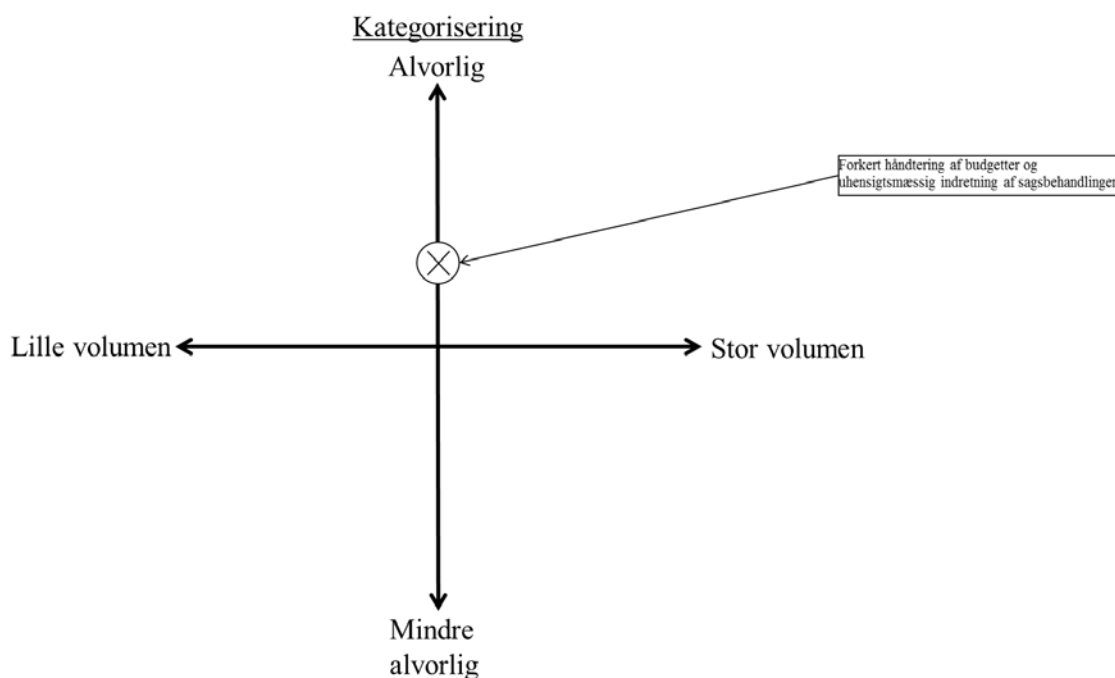 Kategorisering
Alvorlig
Forkert håndtering af budgetter og
uhensigtsmæssig indretning af sagsbehandlingen
Lille volumen
Stor volumen
Mindre
alvorlig